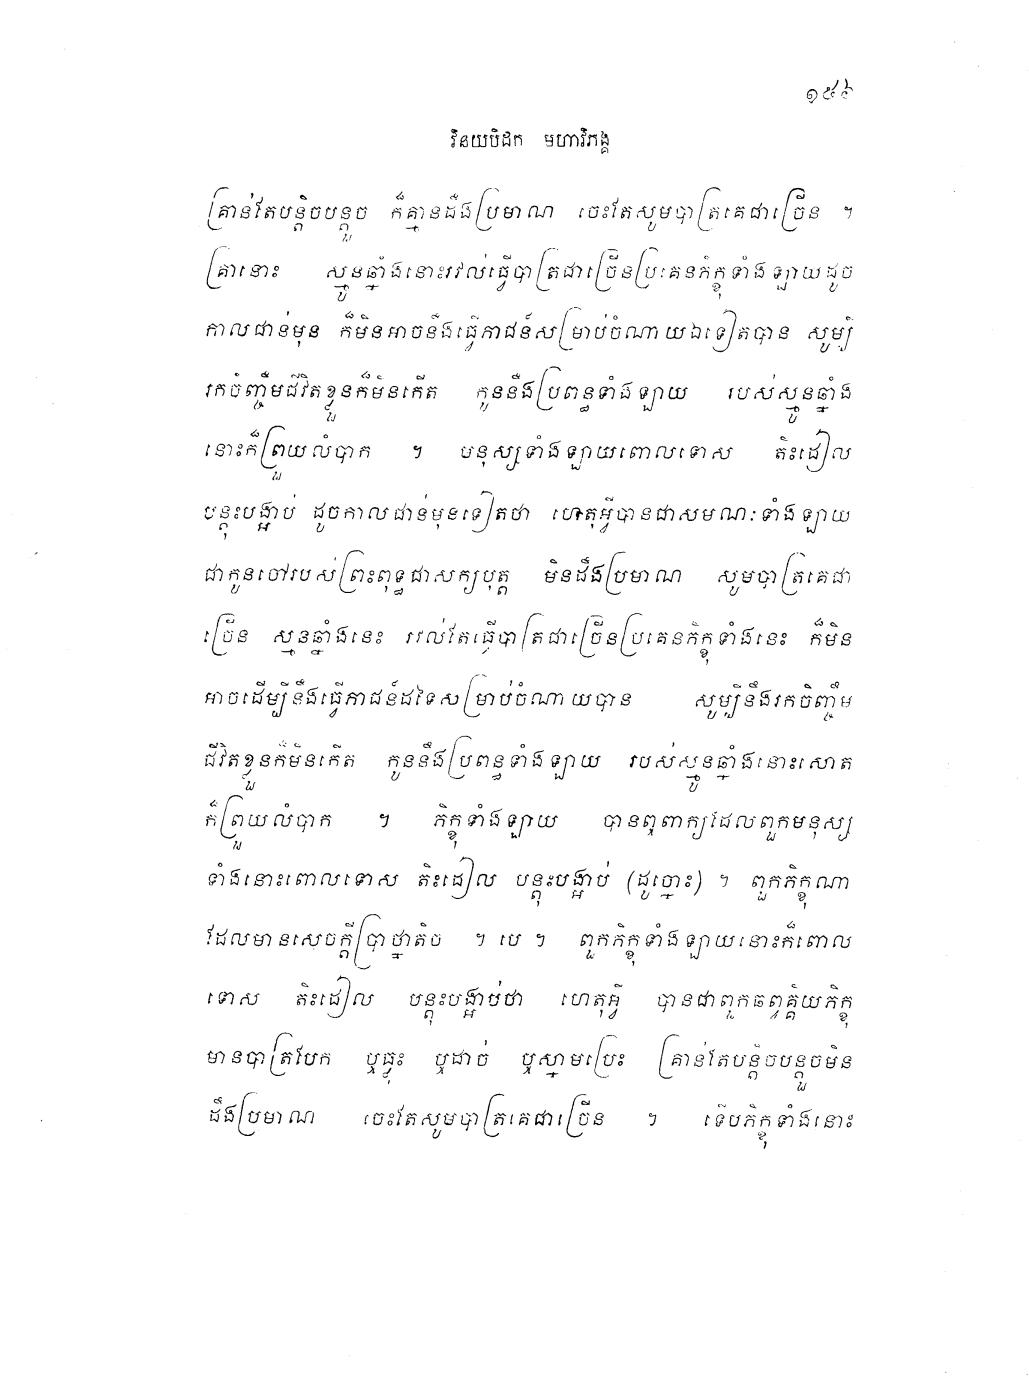 ១៥៦
វិនយបិដក មហាវិភង្គ
គ្រាន់តែបន្តិចបន្តួច ក៏គ្មានដឹងប្រមាណ ចេះតែសូមបាត្រគេជាច្រើន ។
គ្រានោះ ស្មូនឆ្នាំងនោះរវល់ធ្វើបាត្រជាច្រើនប្រគេនភិក្ខុទាំងឡាយដូច
កាលជាន់មុន ក៏មិនអាចនឹងធ្វើភាជន៍សម្រាប់ចំណាយឯទៀតបាន សូម្បី
រកចិញ្ចឹមជីវិតខ្លួនក៏មិនកើត កូននឹងប្រពន្ធទាំងឡាយ របស់ស្មូនឆ្នាំង
នោះក៏ព្រួយលំបាក ។ មនុស្សទាំងឡាយពោលទោស តិះដៀល
បន្តុះបង្អាប់ ដូចកាលជាន់មុនទៀតថា ហេតុអ្វីបានជាសមណៈទាំងឡាយ
ជាកូនចៅរបស់ព្រះពុទ្ធជាសក្យបុត្ត មិនដឹងប្រមាណ សូមបាត្រគេជា
ច្រើន ស្មូនឆ្នាំងនេះ រវល់តែធ្វើបាត្រជាច្រើនប្រគេនភិក្ខុទាំងនេះ ក៏មិន
អាចដើម្បីនឹងធ្វើភាជន៍ដទៃសម្រាប់ចំណាយបាន សូម្បីនឹងរកចិញ្ចឹម
ជីវិតខ្លួនក៏មិនកើត កូននឹងប្រពន្ធទាំងឡាយ របស់ស្មូនឆ្នាំងនោះសោត
ក៏ព្រួយលំបាក ។ ភិក្ខុទាំងឡាយ បានឮពាក្យដែលពួកមនុស្ស
ទាំងនោះពោលទោស តិះដៀល បន្តុះបង្អាប់ (ដូច្នោះ) ។ ពួកភិក្ខុណា
ដែលមានសេចក្តីប្រាថ្នាតិច ។ បេ ។ ពួកភិក្ខុទាំងឡាយនោះក៏ពោល
ទោស តិះដៀល បន្តុះបង្អាប់ថា ហេតុអ្វី បានជាពួកឆព្វគ្គិយភិក្ខុ
មានបាត្របែក ឬធ្លុះ ឬដាច់ ឬស្នាមប្រេះ គ្រាន់តែបន្តិចបន្តួចមិន
ដឹងប្រមាណ ចេះតែសូមបាត្រគេជាច្រើន ។ ទើបភិក្ខុទាំងនោះ